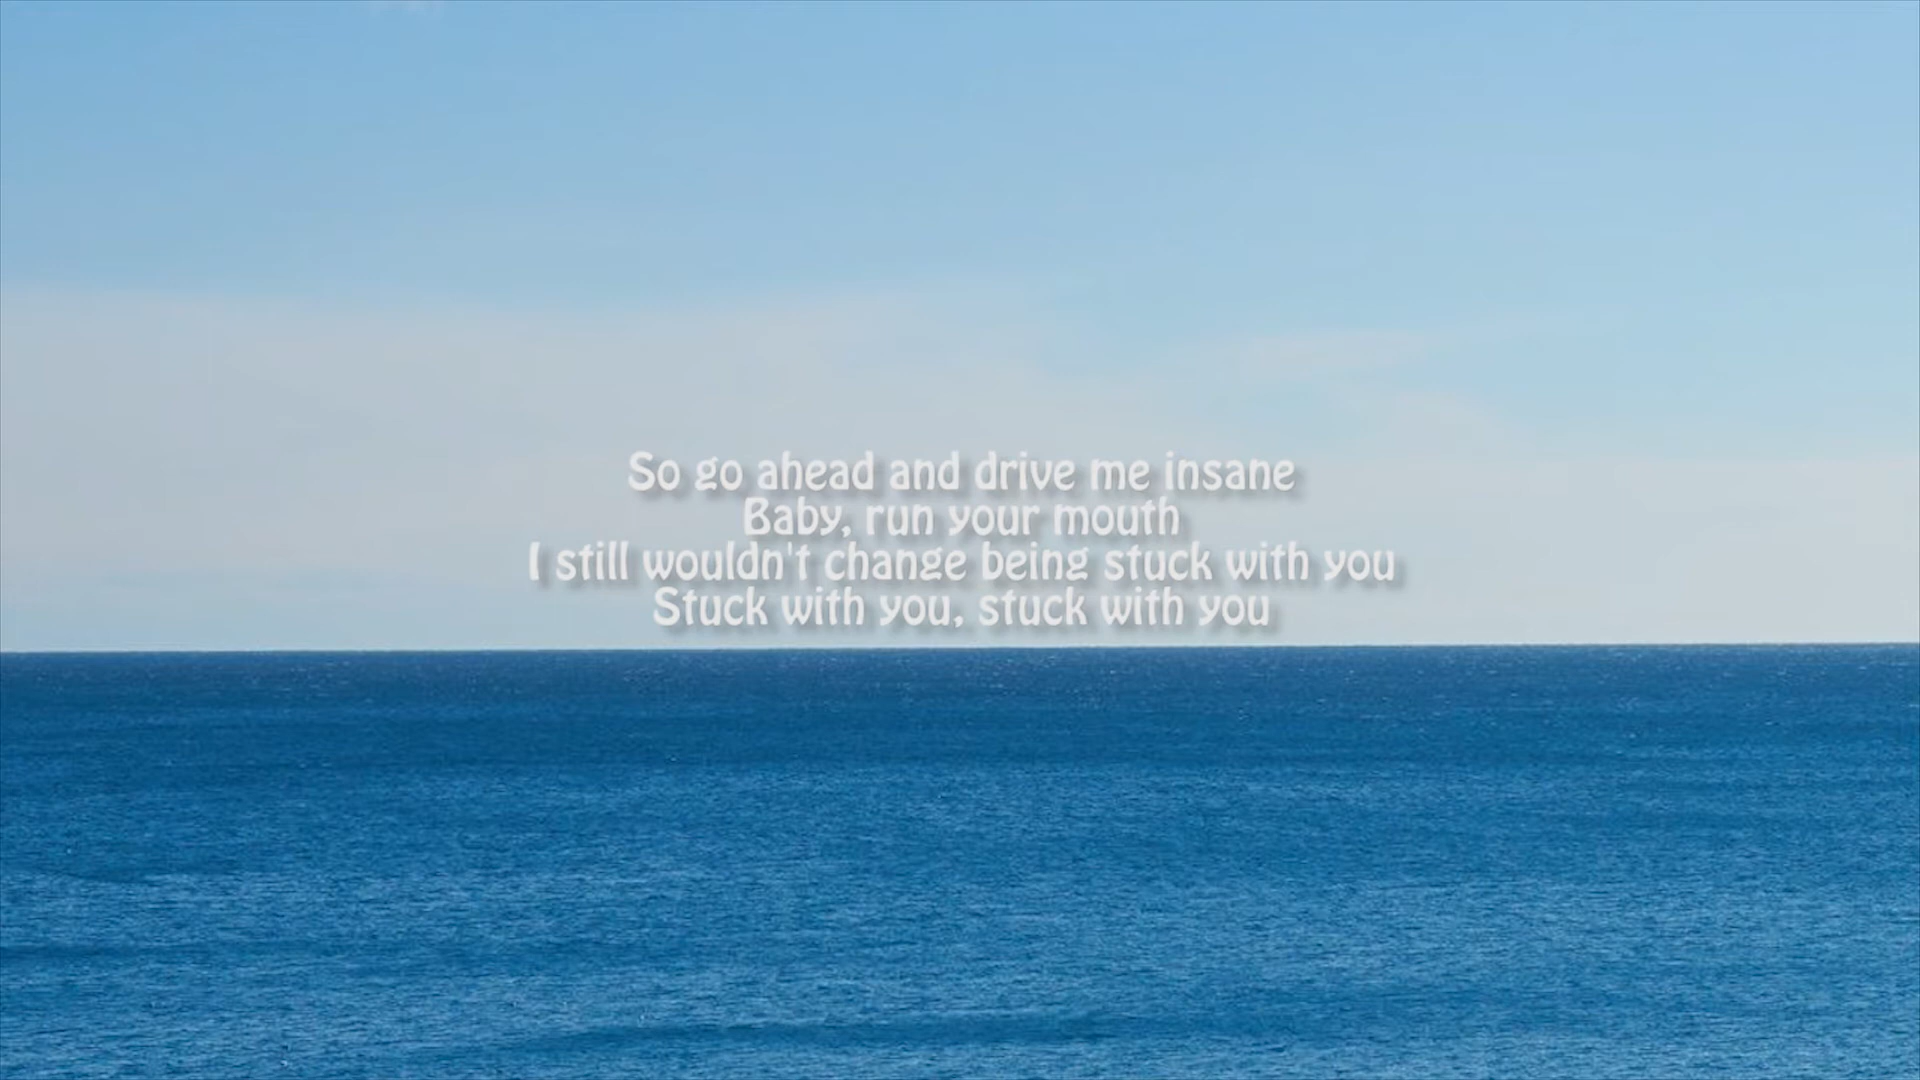 So go ahead and drive me insane
Baby, run your mouth
I still wouldn't change being stuck with you
Stuck with you, stuck with you